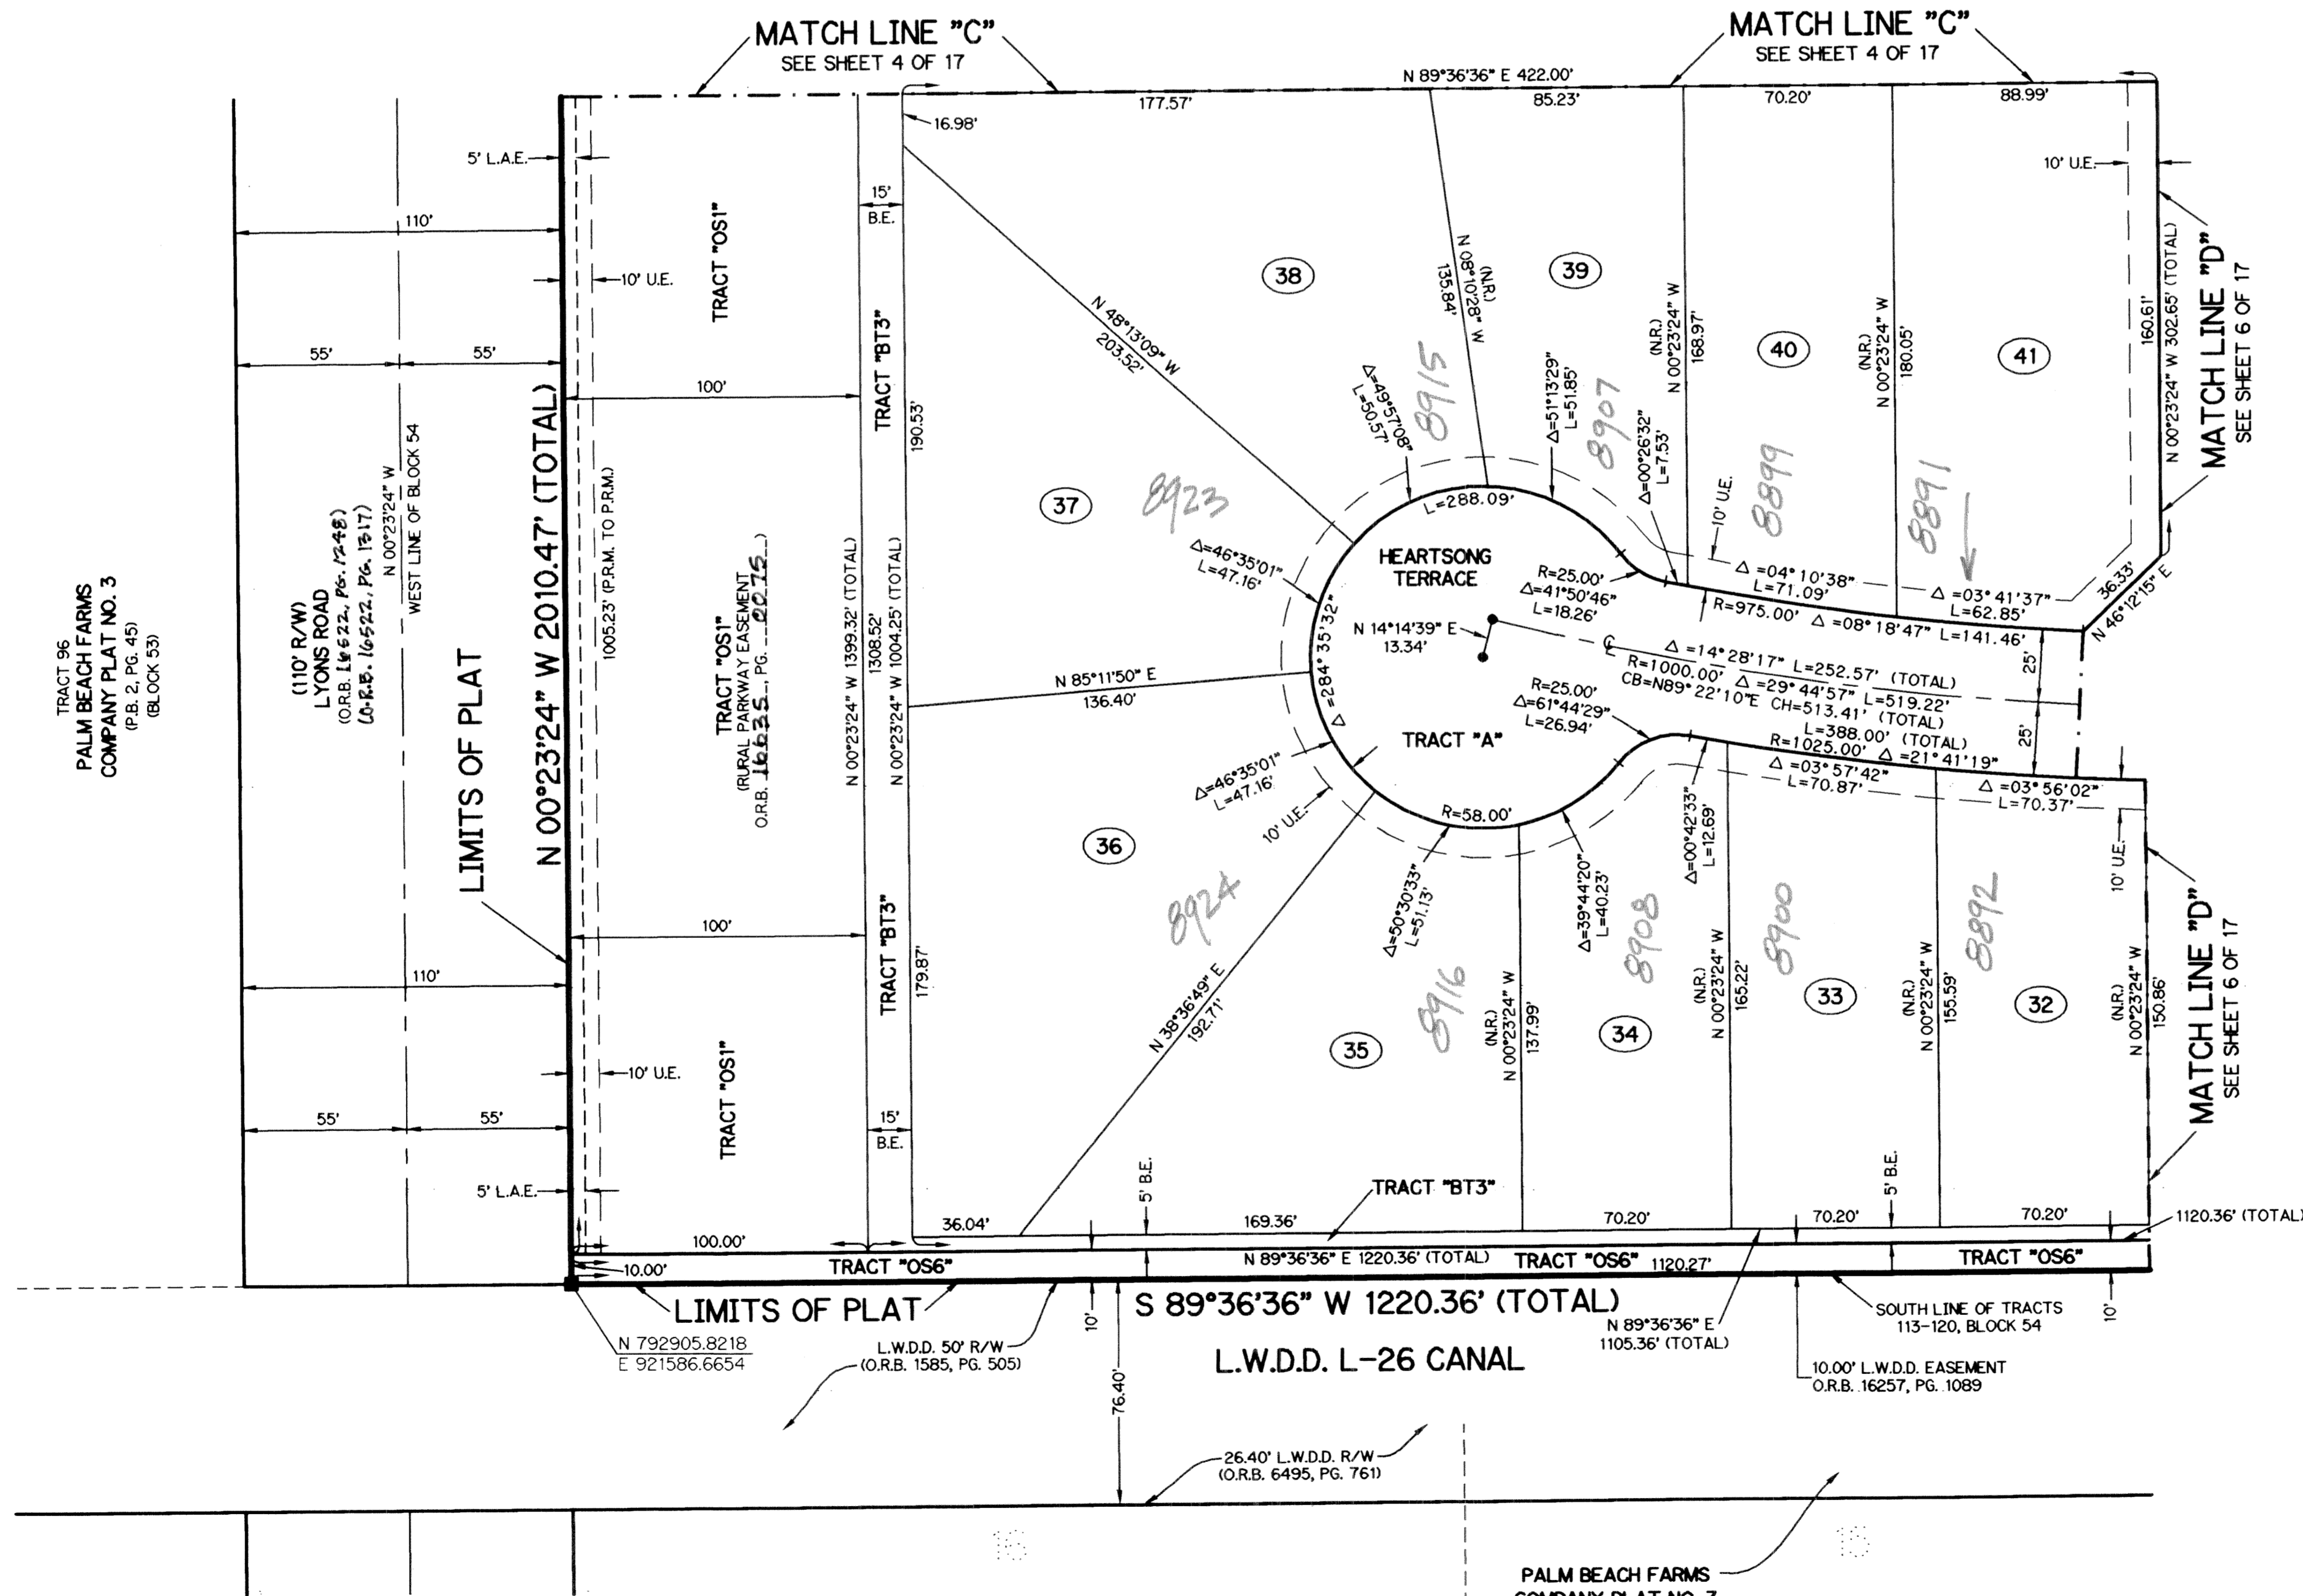 MATCH LINE "C"
SEE SHEET 4 OF 17
MATCH LINE "C"
SEE SHEET 4 OF 17
N 89°36'36" E 422.00'
177.57'
85.23'
70.20'
88.99'
16.98'
5' L.A.E.
10' U.E.
110'
15'
B.E.
10' U.E.
TRACT "OS1"
38
39
40
41
N 08°10'28" W
(N.R.)
135.84'
N 48°13'09" W
203.52'
(N.R.)
N 00°23'24" W
168.97'
(N.R.)
N 00°23'24" W
180.05'
160.61'
N 00°23'24" W 302.65' (TOTAL)
MATCH LINE "D"
SEE SHEET 6 OF 17
55'
55'
100'
TRACT "BT3"
190.53'
Δ=49°57'08"
L=50.57'
8915
Δ=51°13'29"
L=51.85'
8907
Δ=00°26'32"
L=7.53'
10' U.E.
8899
8891
37
8923
L=288.09'
HEARTSONG
TERRACE
Δ=46°35'01"
L=47.16'
R=25.00'
Δ=41°50'46"
L=18.26'
Δ =04°10'38"
L=71.09'
Δ =03°41'37"
L=62.85'
36.33'
N 46°12'15" E
R=975.00' Δ =08°18'47" L=141.46'
N 14°14'39" E
13.34'
Δ =284°35'32"
Δ =14°28'17" L=252.57' (TOTAL)
R=1000.00' Δ =29°44'57" L=519.22'
CB=N89°22'10"E CH=513.41' (TOTAL)
L=388.00' (TOTAL)
R=1025.00' Δ =21°41'19"
25'
25'
TRACT 96
PALM BEACH FARMS
COMPANY PLAT NO. 3
(P.B. 2, PG. 45)
(BLOCK 53)
(110' R/W)
LYONS ROAD
(O.R.B. 16522, PG. 1248)
(O.R.B. 16522, PG. 1317)
N 00°23'24" W
WEST LINE OF BLOCK 54
LIMITS OF PLAT
N 00°23'24" W 2010.47' (TOTAL)
1005.23' (P.R.M. TO P.R.M.)
TRACT "OS1"
(RURAL PARKWAY EASEMENT
O.R.B. 16635, PG. 0075)
N 00°23'24" W 1399.32' (TOTAL)
1308.52'
N 00°23'24" W 1004.25' (TOTAL)
N 85°11'50" E
136.40'
R=25.00'
Δ=61°44'29"
L=26.94'
TRACT "A"
Δ =03°57'42"
L=70.87'
Δ =03°56'02"
L=70.37'
Δ=46°35'01"
L=47.16'
10' U.E.
R=58.00'
36
8924
Δ=50°30'33"
L=51.13'
Δ=39°44'20"
L=40.23'
Δ=00°42'33"
L=12.69'
8916
8908
8900
8892
10' U.E.
100'
110'
TRACT "BT3"
179.87'
N 38°36'49" E
192.71'
35
34
33
32
(N.R.)
N 00°23'24" W
137.99'
(N.R.)
N 00°23'24" W
165.22'
(N.R.)
N 00°23'24" W
155.59'
(N.R.)
N 00°23'24" W
150.86'
MATCH LINE "D"
SEE SHEET 6 OF 17
10' U.E.
TRACT "OS1"
55'
55'
15'
B.E.
5' L.A.E.
5' B.E.
TRACT "BT3"
5' B.E.
36.04'
169.36'
70.20'
70.20'
70.20'
1120.36' (TOTAL)
100.00'
10.00'
TRACT "OS6"
N 89°36'36" E 1220.36' (TOTAL)
TRACT "OS6"
1120.27'
TRACT "OS6"
LIMITS OF PLAT
10'
S 89°36'36" W 1220.36' (TOTAL)
N 89°36'36" E
1105.36' (TOTAL)
SOUTH LINE OF TRACTS
113-120, BLOCK 54
10'
N 792905.8218
E 921586.6654
L.W.D.D. 50' R/W
(O.R.B. 1585, PG. 505)
L.W.D.D. L-26 CANAL
10.00' L.W.D.D. EASEMENT
O.R.B. 16257, PG. 1089
76.40'
26.40' L.W.D.D. R/W
(O.R.B. 6495, PG. 761)
PALM BEACH FARMS